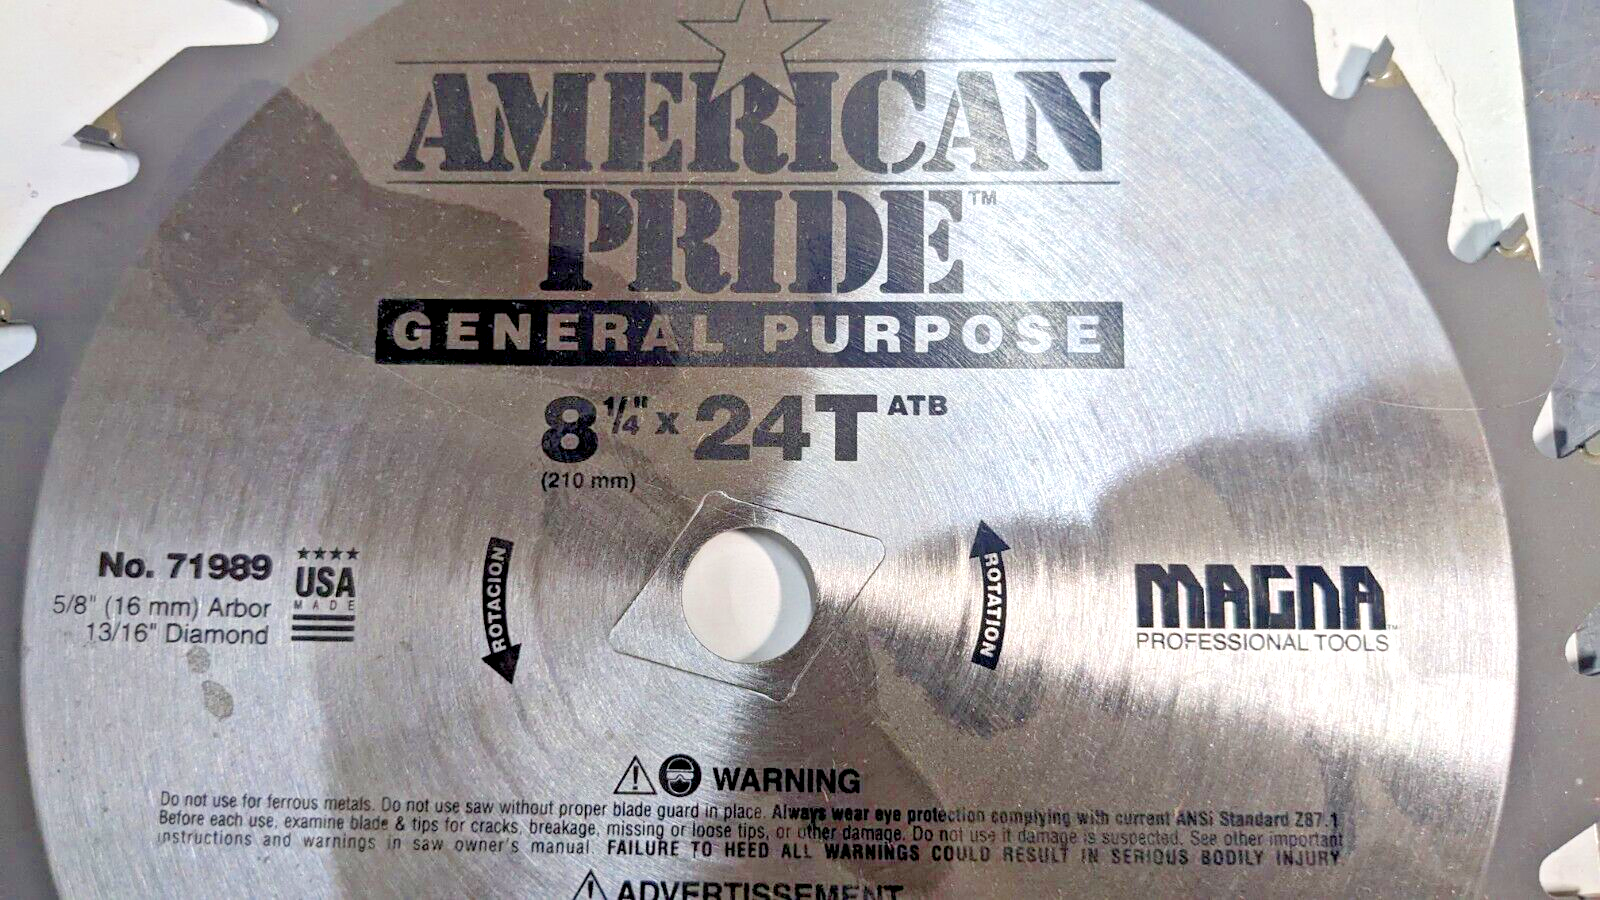 AMERICAN
PRIDE™
GENERAL PURPOSE
8 1/4" x 24T ATB
(210 mm)
No. 71989
5/8" (16 mm) Arbor
13/16" Diamond
USA
MADE
ROTACION
ROTATION
MAGNA™
PROFESSIONAL TOOLS
WARNING
Do not use for ferrous metals. Do not use saw without proper blade guard in place. Always wear eye protection complying with current ANSI Standard Z87.1
Before each use, examine blade & tips for cracks, breakage, missing or loose tips, or other damage. Do not use if damage is suspected. See other important
instructions and warnings in saw owner's manual. FAILURE TO HEED ALL WARNINGS COULD RESULT IN SERIOUS BODILY INJURY.
ADVERTISSEMENT